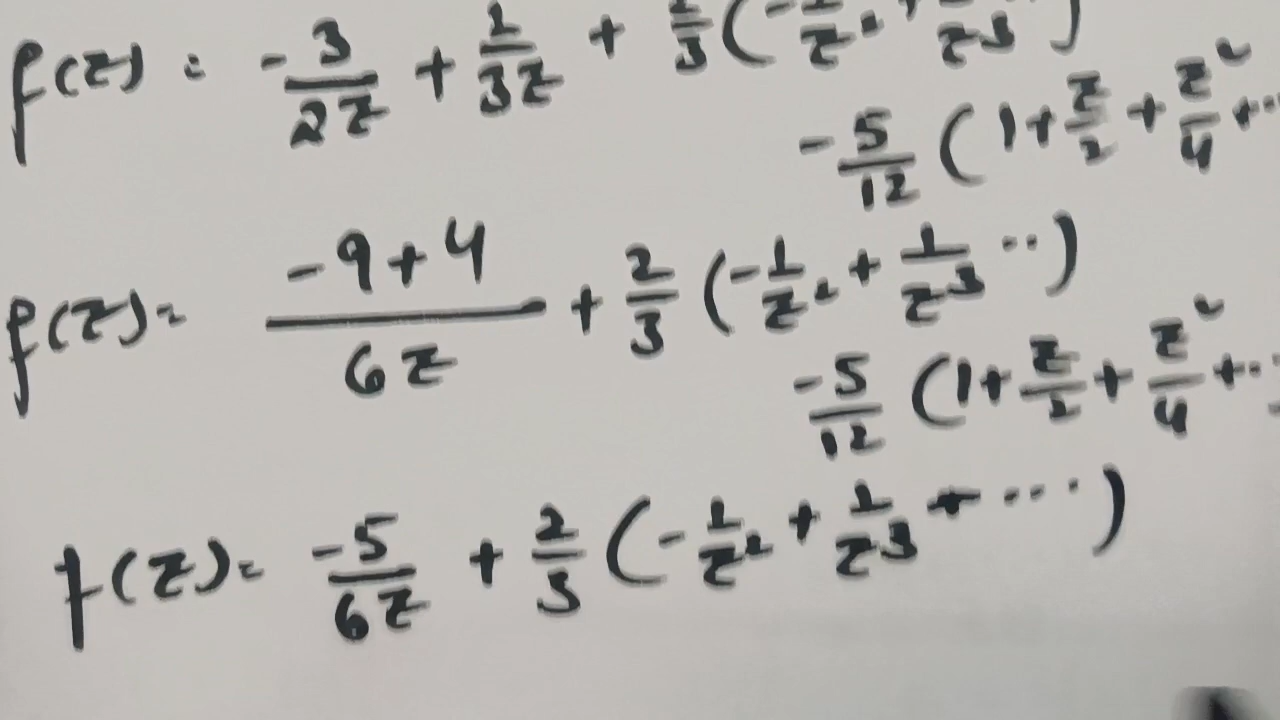 f(z) = -3/2z + 2/3z + 2/3(-1/z² + 1/z³ ...)
-5/12 (1 + z/2 + z²/4 + ...
f(z) = -9+4/6z + 2/3 (-1/z² + 1/z³ ..)
-5/12 (1 + z/2 + z²/4 + ...
f(z) = -5/6z + 2/3 (-1/z² + 1/z³ + ....)